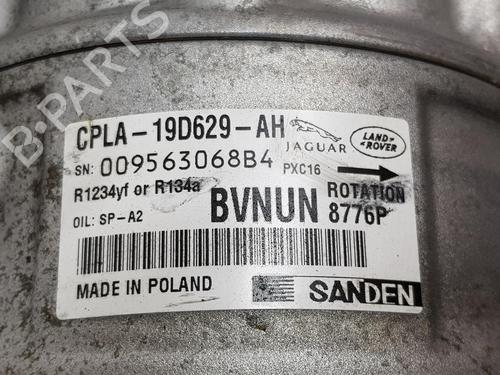 CPLA-19D629-AH
JAGUAR
LAND ROVER
SN: 009563068B4
PXC16
R1234yf or R134a
ROTATION
OIL: SP-A2
BVNUN
8776P
MADE IN POLAND
SANDEN
B-PARTS